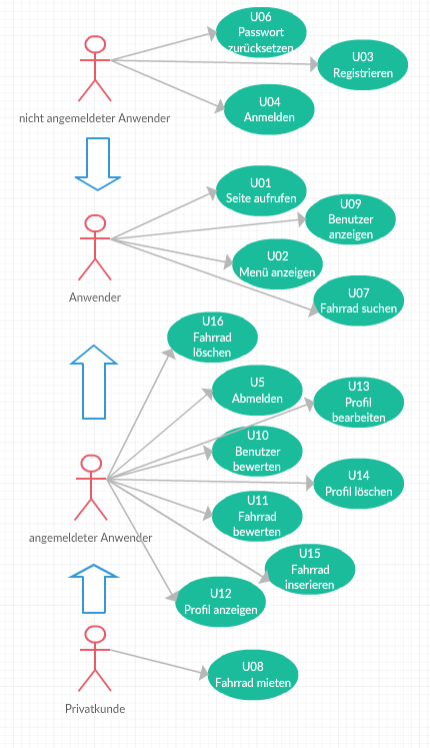 U06
Passwort
zurücksetzen
U03
Registrieren
U04
Anmelden
nicht angemeldeter Anwender
U01
Seite aufrufen
U09
Benutzer
anzeigen
U02
Menü anzeigen
Anwender
U07
Fahrrad suchen
U16
Fahrrad
löschen
U5
Abmelden
U13
Profil
bearbeiten
U10
Benutzer
bewerten
U14
Profil löschen
U11
Fahrrad
bewerten
angemeldeter Anwender
U15
Fahrrad
inserieren
U12
Profil anzeigen
U08
Fahrrad mieten
Privatkunde